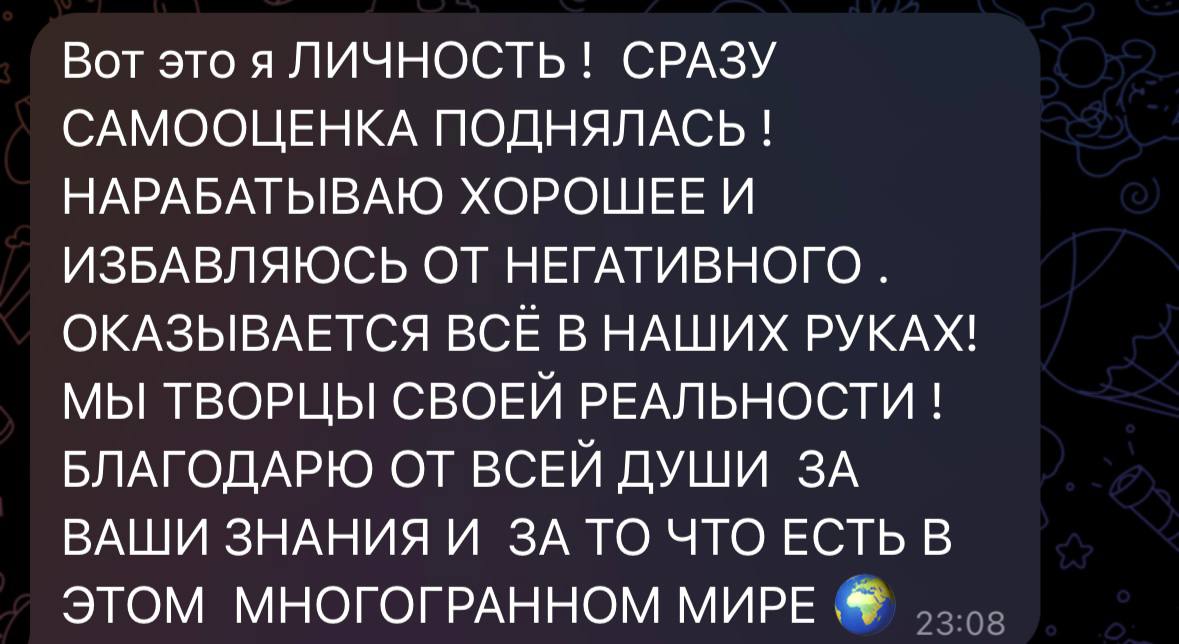 Вот это я ЛИЧНОСТЬ !  СРАЗУ
САМООЦЕНКА ПОДНЯЛАСЬ !
НАРАБАТЫВАЮ ХОРОШЕЕ И
ИЗБАВЛЯЮСЬ ОТ НЕГАТИВНОГО .
ОКАЗЫВАЕТСЯ ВСЁ В НАШИХ РУКАХ!
МЫ ТВОРЦЫ СВОЕЙ РЕАЛЬНОСТИ !
БЛАГОДАРЮ ОТ ВСЕЙ ДУШИ  ЗА
ВАШИ ЗНАНИЯ И  ЗА ТО ЧТО ЕСТЬ В
ЭТОМ  МНОГОГРАННОМ МИРЕ 🌍
23:08